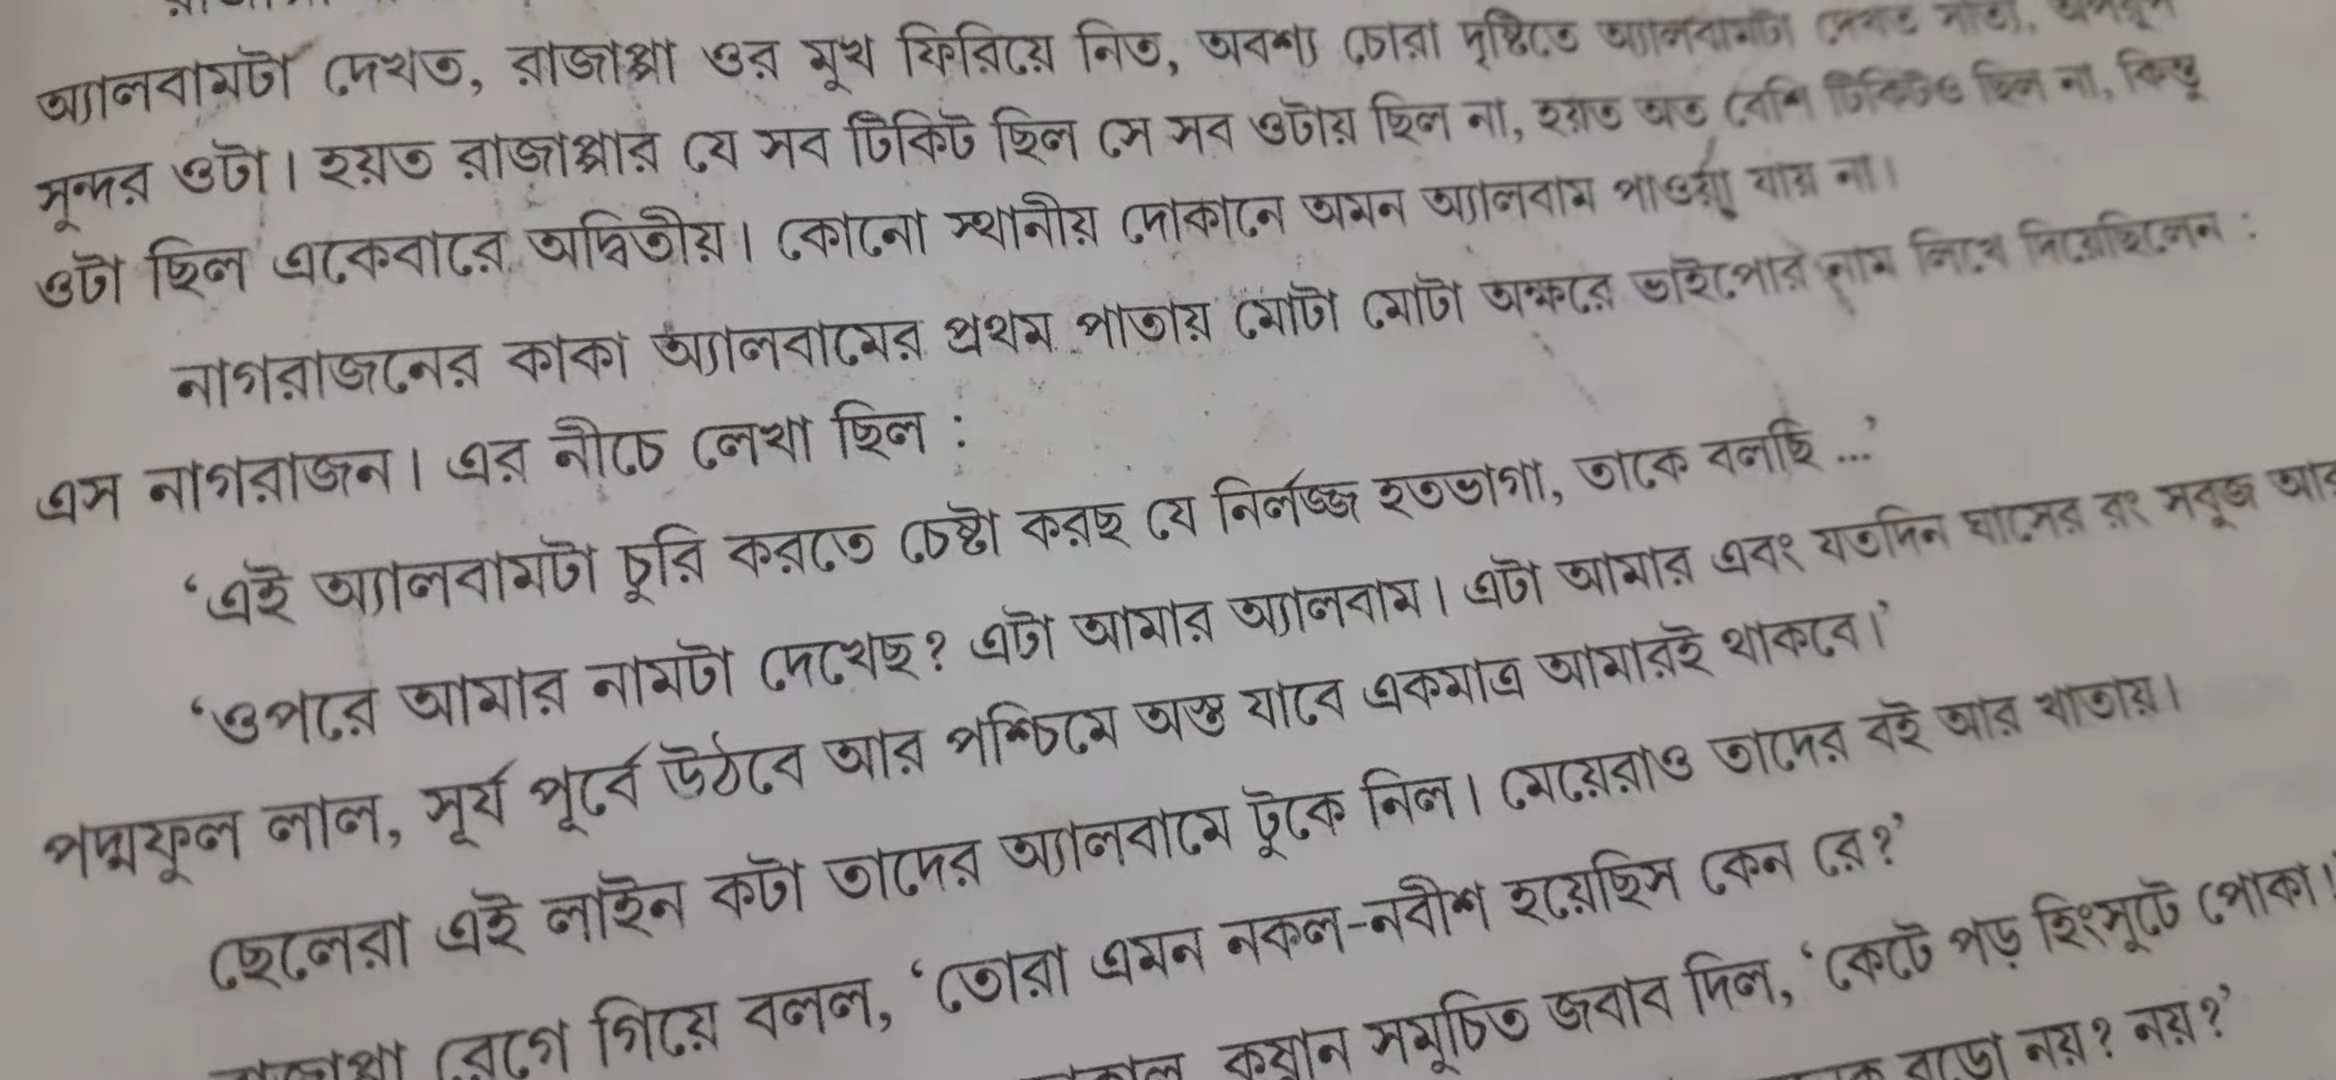 অ্যালবামটা দেখত, রাজাপ্পা ওর মুখ ফিরিয়ে নিত, অবশ্য চোরা দৃষ্টিতে অ্যালবামটা দেখত
সুন্দর ওটা। হয়ত রাজাপ্পার যে সব টিকিট ছিল সে সব ওটায় ছিল না, হয়ত অত বেশি টিকিটও ছিল না, কিন্তু
ওটা ছিল একেবারে অদ্বিতীয়। কোনো স্থানীয় দোকানে অমন অ্যালবাম পাওয়া যায় না।
নাগরাজনের কাকা অ্যালবামের প্রথম পাতায় মোটা মোটা অক্ষরে ভাইপোর নাম লিখে দিয়েছিলেন :
এস নাগরাজন। এর নীচে লেখা ছিল :
‘এই অ্যালবামটা চুরি করতে চেষ্টা করছ যে নির্লজ্জ হতভাগা, তাকে বলছি ...’
‘ওপরে আমার নামটা দেখেছ? এটা আমার অ্যালবাম। এটা আমার এবং যতদিন ঘাসের রং সবুজ আর
পদ্মফুল লাল, সূর্য পূর্বে উঠবে আর পশ্চিমে অস্ত যাবে একমাত্র আমারই থাকবে।’
ছেলেরা এই লাইন কটা তাদের অ্যালবামে টুকে নিল। মেয়েরাও তাদের বই আর খাতায়।
রাজাপ্পা রেগে গিয়ে বলল, ‘তোরা এমন নকল-নবীশ হয়েছিস কেন রে?’
কষান সমুচিত জবাব দিল, ‘কেটে পড় হিংসুটে পোকা।
বড়ো নয়? নয়?’